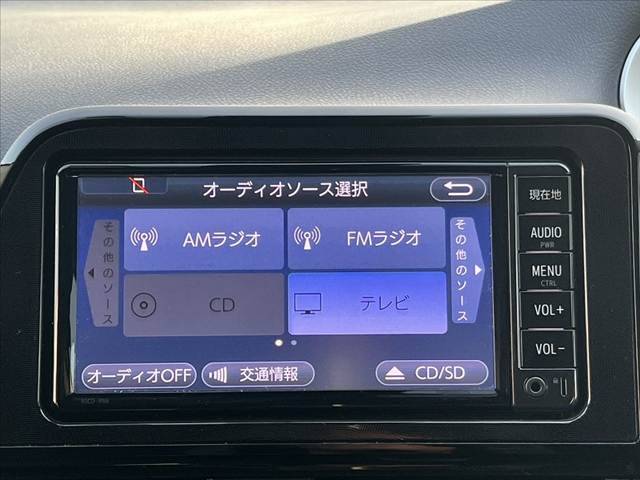 オーディオソース選択
その他のソース
AMラジオ
FMラジオ
その他のソース
CD
テレビ
オーディオOFF
交通情報
CD/SD
現在地
AUDIO
PWR
MENU
CTRL
VOL+
VOL-